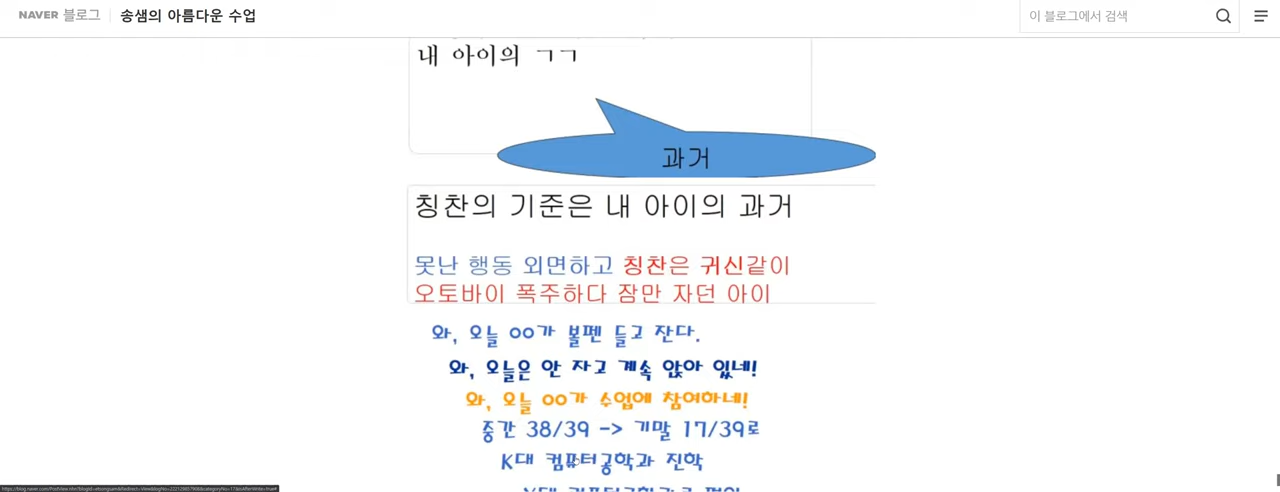 NAVER 블로그 송샘의 아름다운 수업 이 블로그에서 검색
내 아이의 ㄱㄱ
과거
칭찬의 기준은 내 아이의 과거
못난 행동 외면하고 칭찬은 귀신같이
오토바이 폭주하다 잠만 자던 아이
와, 오늘 oo가 볼펜 들고 잔다.
와, 오늘은 안 자고 계속 앉아 있네!
와, 오늘 oo가 수업에 참여하네!
중간 38/39 -> 기말 17/39로
K대 컴퓨터공학과 진학